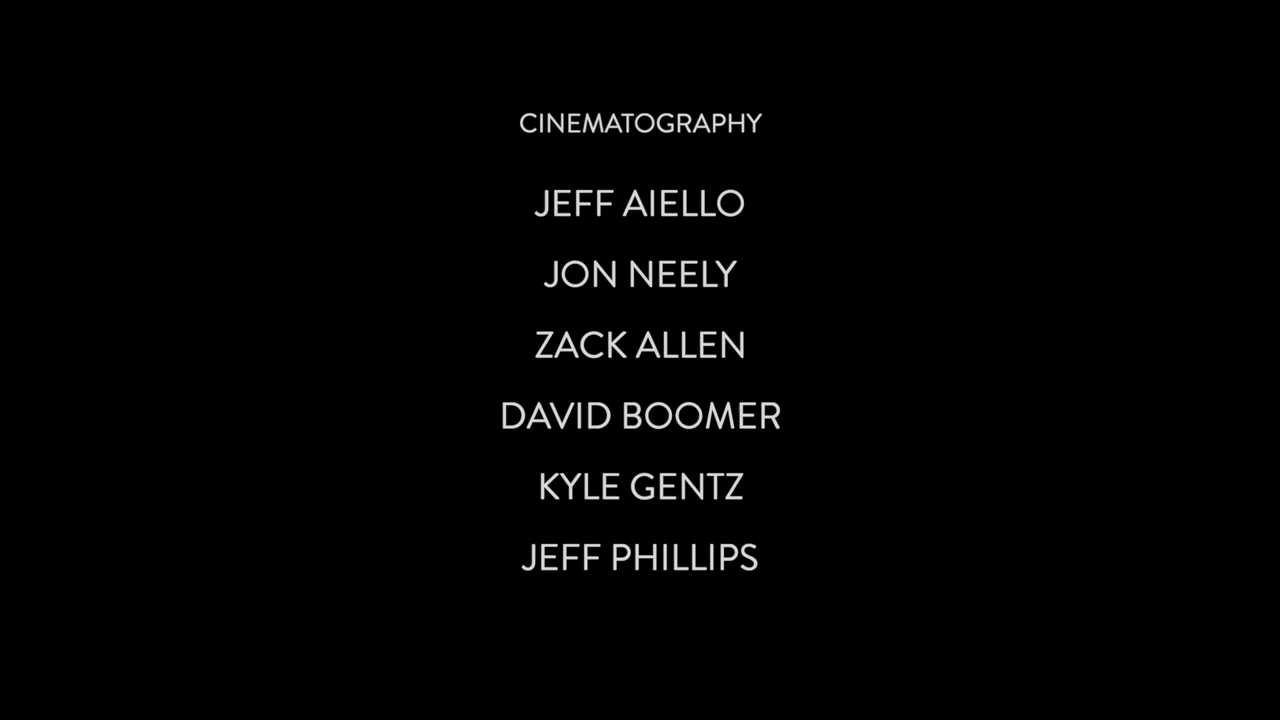 CINEMATOGRAPHY
JEFF AIELLO
JON NEELY
ZACK ALLEN
DAVID BOOMER
KYLE GENTZ
JEFF PHILLIPS